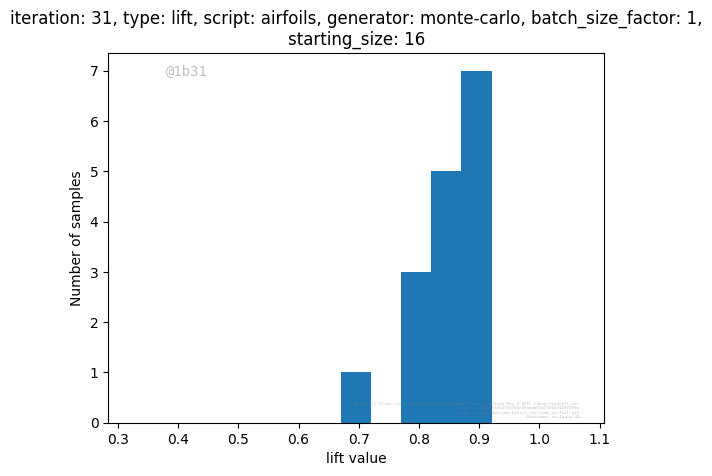 iteration: 31, type: lift, script: airfoils, generator: monte-carlo, batch_size_factor: 1,
starting_size: 16
@1b31
7
6
5
4
3
2
1
0
Number of samples
0.3 0.4 0.5 0.6 0.7 0.8 0.9 1.0 1.1
lift value